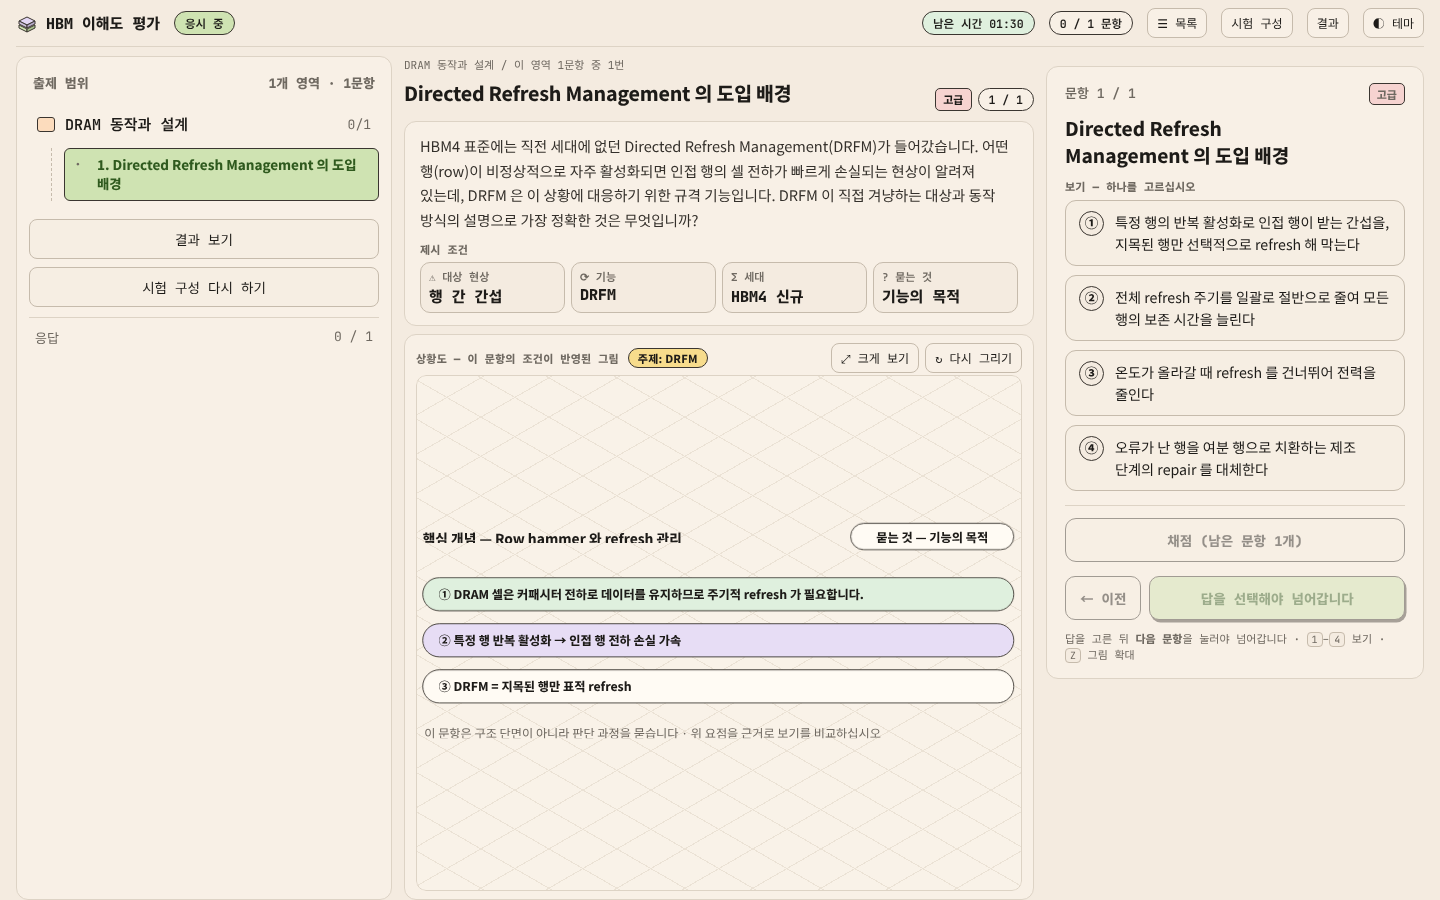 HBM 이해도 평가
응시 중
남은 시간 01:30
0 / 1 문항
☰ 목록
시험 구성
결과
◐ 테마
출제 범위
1개 영역 · 1문항
DRAM 동작과 설계
0/1
· 1. Directed Refresh Management 의 도입
배경
결과 보기
시험 구성 다시 하기
응답
0 / 1
DRAM 동작과 설계 / 이 영역 1문항 중 1번
Directed Refresh Management 의 도입 배경
고급
1 / 1
HBM4 표준에는 직전 세대에 없던 Directed Refresh Management(DRFM)가 들어갔습니다. 어떤
행(row)이 비정상적으로 자주 활성화되면 인접 행의 셀 전하가 빠르게 손실되는 현상이 알려져
있는데, DRFM 은 이 상황에 대응하기 위한 규격 기능입니다. DRFM 이 직접 겨냥하는 대상과 동작
방식의 설명으로 가장 정확한 것은 무엇입니까?
제시 조건
⚠ 대상 현상
행 간 간섭
⟳ 기능
DRFM
Σ 세대
HBM4 신규
? 묻는 것
기능의 목적
상황도 — 이 문항의 조건이 반영된 그림
주제: DRFM
⤢ 크게 보기
↻ 다시 그리기
핵심 개념 — Row hammer 와 refresh 관리
묻는 것 — 기능의 목적
① DRAM 셀은 커패시터 전하로 데이터를 유지하므로 주기적 refresh 가 필요합니다.
② 특정 행 반복 활성화 → 인접 행 전하 손실 가속
③ DRFM = 지목된 행만 표적 refresh
이 문항은 구조 단면이 아니라 판단 과정을 묻습니다 · 위 요점을 근거로 보기를 비교하십시오
문항 1 / 1
고급
Directed Refresh
Management 의 도입 배경
보기 — 하나를 고르십시오
① 특정 행의 반복 활성화로 인접 행이 받는 간섭을,
지목된 행만 선택적으로 refresh 해 막는다
② 전체 refresh 주기를 일괄로 절반으로 줄여 모든
행의 보존 시간을 늘린다
③ 온도가 올라갈 때 refresh 를 건너뛰어 전력을
줄인다
④ 오류가 난 행을 여분 행으로 치환하는 제조
단계의 repair 를 대체한다
채점 (남은 문항 1개)
← 이전
답을 선택해야 넘어갑니다
답을 고른 뒤 다음 문항을 눌러야 넘어갑니다 · 1–4 보기 ·
Z 그림 확대